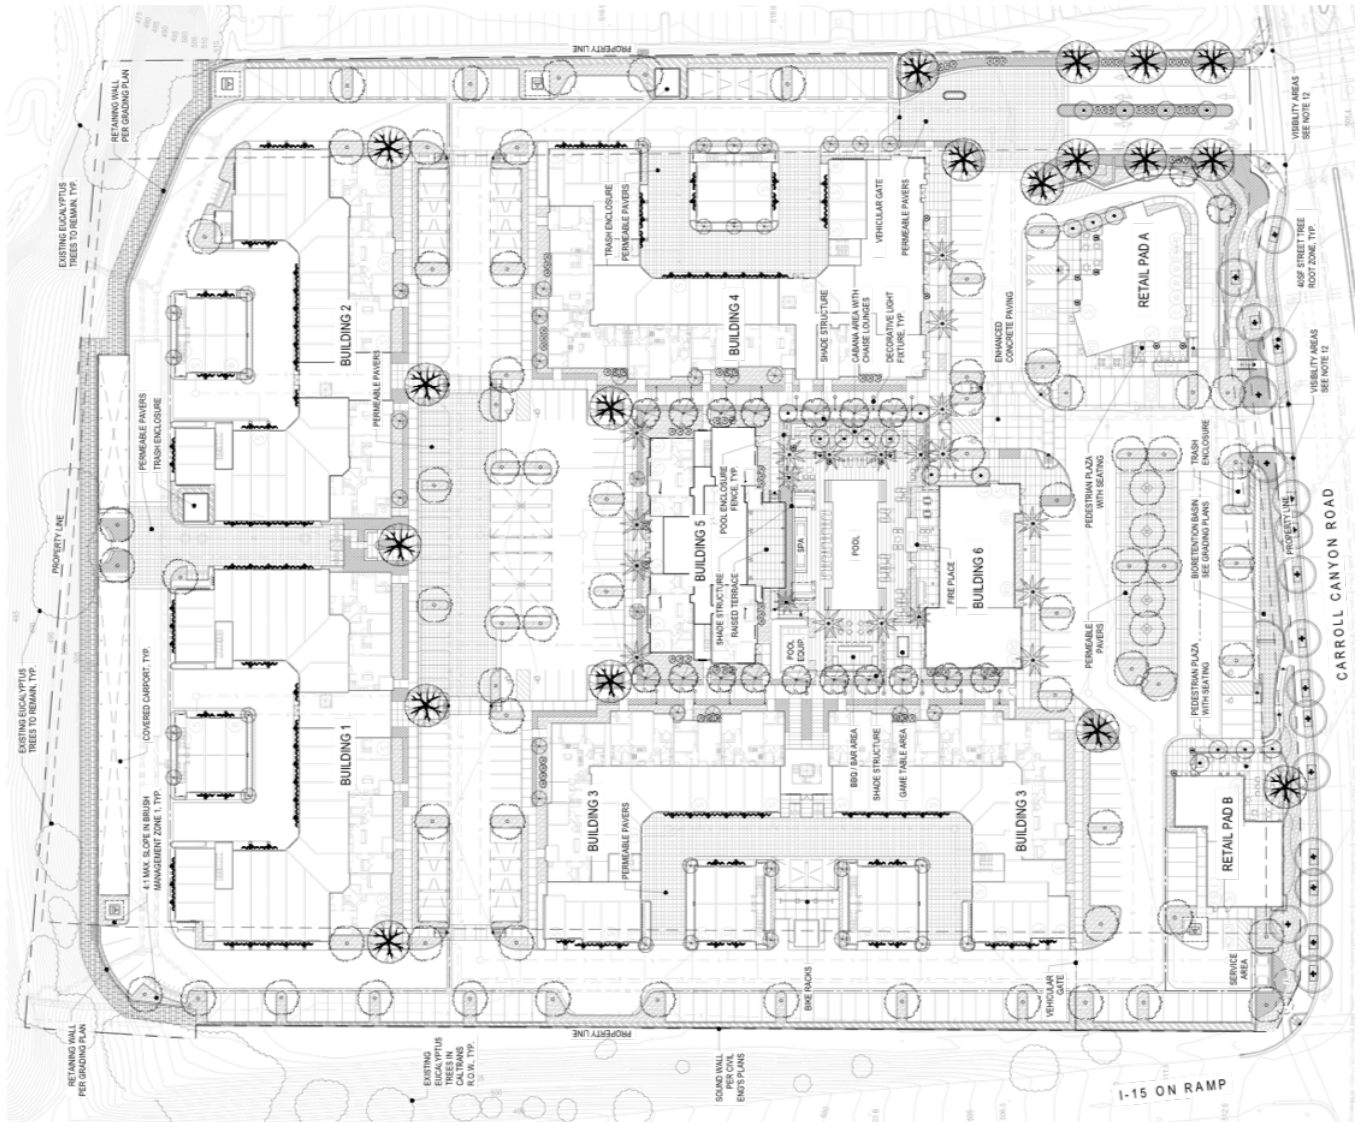 PROPERTY LINE
RETAINING WALL
PER GRADING PLAN
EXISTING EUCALYPTUS
TREES TO REMAIN, TYP.
VISIBILITY AREAS
SEE NOTE 12
TRASH ENCLOSURE
PERMEABLE PAVERS
VEHICULAR GATE
PERMEABLE PAVERS
40SF STREET TREE
ROOT ZONE, TYP.
RETAIL PAD A
BUILDING 2
BUILDING 4
SHADE STRUCTURE
CABANA AREA WITH
CHAISE LOUNGES
DECORATIVE LIGHT
FIXTURE, TYP.
ENHANCED
CONCRETE PAVING
VISIBILITY AREAS
SEE NOTE 12
PERMEABLE PAVERS
PERMEABLE PAVERS
TRASH ENCLOSURE
PROPERTY LINE
POOL ENCLOSURE
FENCE, TYP.
BUILDING 5
SPA
POOL
SHADE STRUCTURE
RAISED TERRACE
POOL
EQUIP.
FIRE PLACE
BUILDING 6
PEDESTRIAN PLAZA
WITH SEATING
TRASH
ENCLOSURE
BIORETENTION BASIN
SEE GRADING PLANS
PROPERTY LINE
CARROLL CANYON ROAD
PERMEABLE
PAVERS
PEDESTRIAN PLAZA
WITH SEATING
EXISTING EUCALYPTUS
TREES TO REMAIN, TYP.
COVERED CARPORT, TYP.
BUILDING 1
4:1 MAX. SLOPE IN BRUSH
MANAGEMENT ZONE 1, TYP.
BUILDING 3
PERMEABLE PAVERS
BBQ / BAR AREA
SHADE STRUCTURE
GAME TABLE AREA
BUILDING 3
RETAIL PAD B
SERVICE
AREA
BIKE RACKS
VEHICULAR
GATE
PROPERTY LINE
RETAINING WALL
PER GRADING PLAN
EXISTING
EUCALYPTUS
TREES IN
CALTRANS
R.O.W., TYP.
SOUND WALL
PER CIVIL
ENG'S PLANS
I-15 ON RAMP